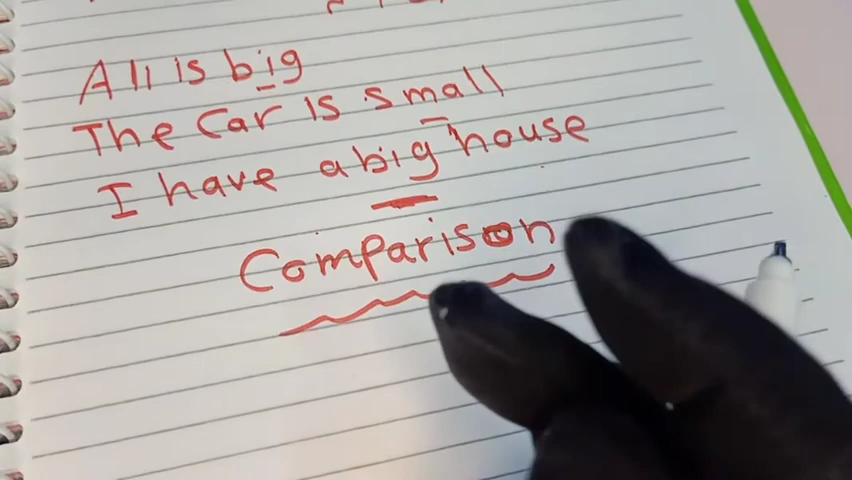 Ali is big
The Car is small
I have a big house
Comparison